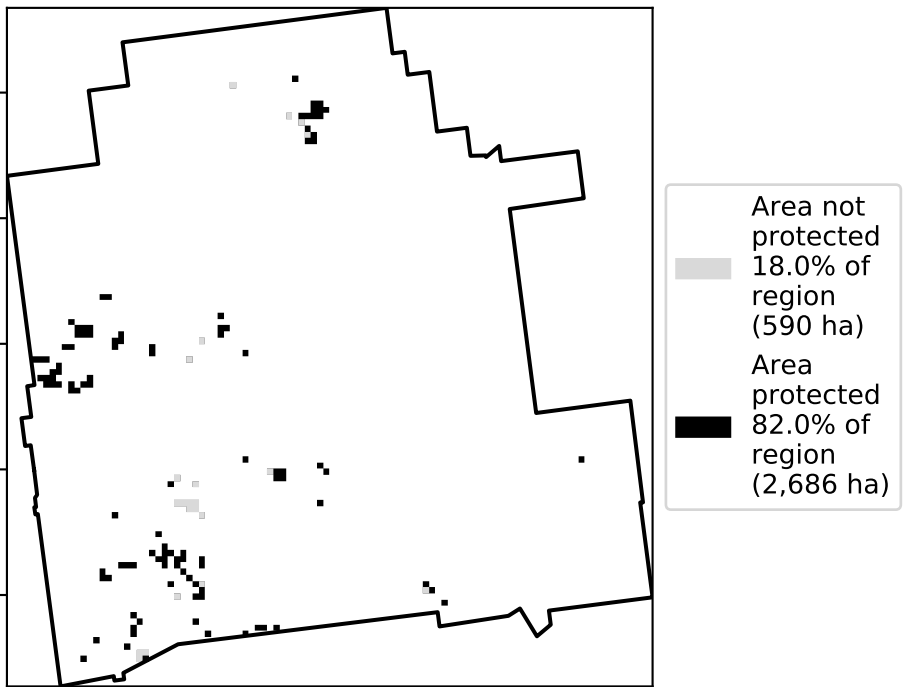 Area not
protected
18.0% of
region
(590 ha)
Area
protected
82.0% of
region
(2,686 ha)